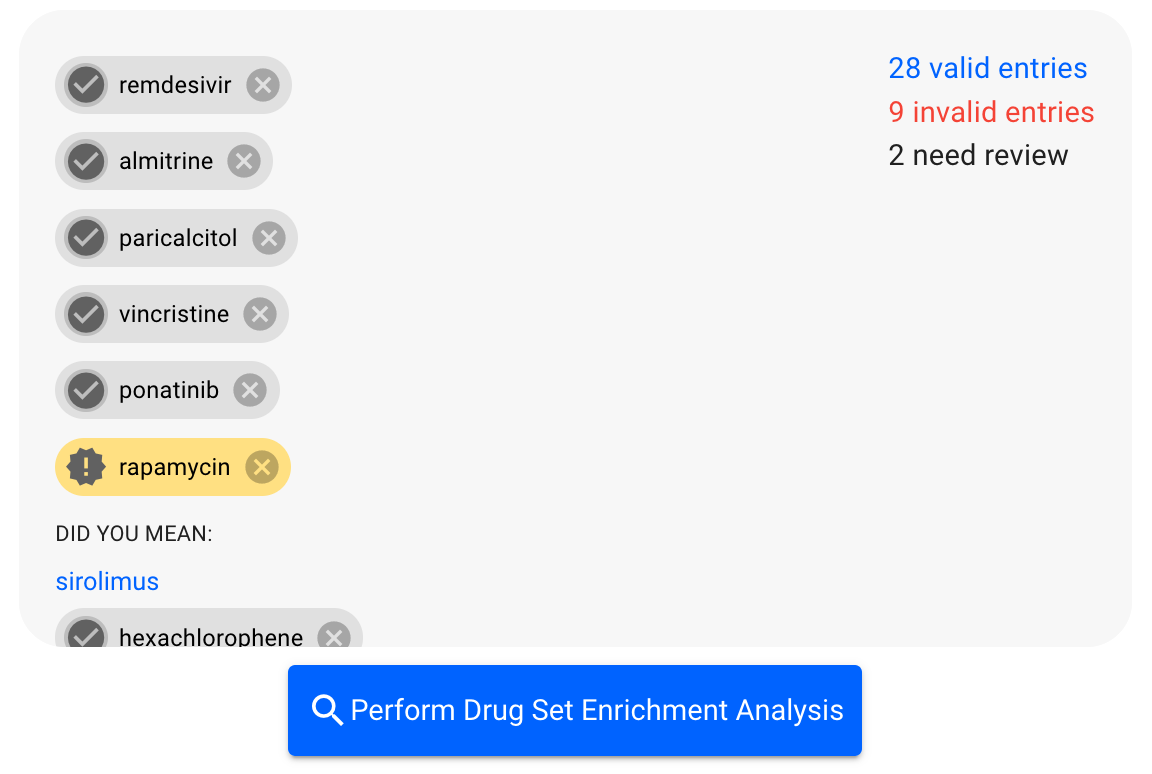 remdesivir
almitrine
paricalcitol
vincristine
ponatinib
rapamycin
DID YOU MEAN:
sirolimus
hexachlorophene
28 valid entries
9 invalid entries
2 need review
Perform Drug Set Enrichment Analysis